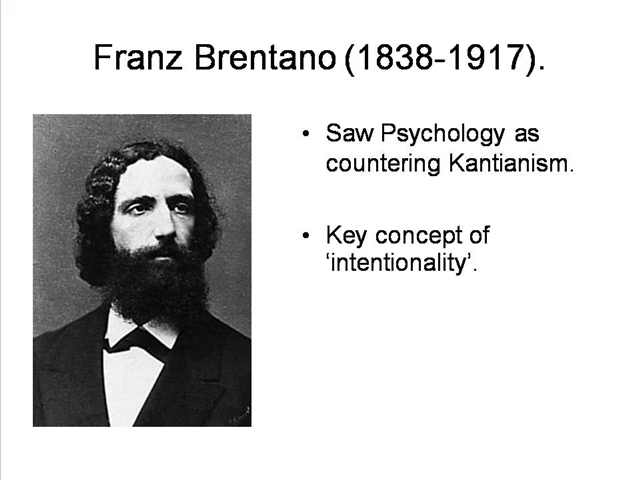 Franz Brentano (1838-1917).
• Saw Psychology as
countering Kantianism.
• Key concept of
‘intentionality’.